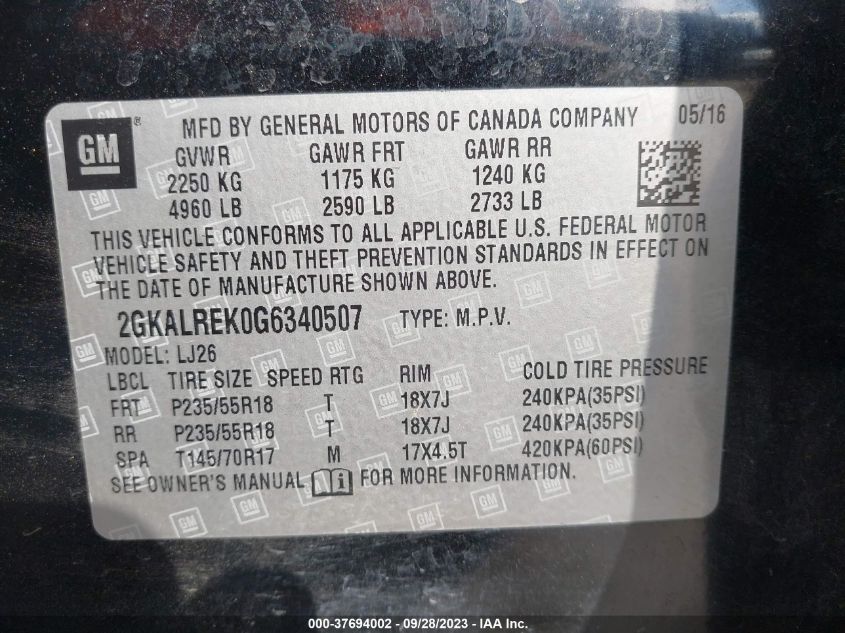 GM ® MFD BY GENERAL MOTORS OF CANADA COMPANY 05/16
GVWR GAWR FRT GAWR RR
2250 KG 1175 KG 1240 KG
4960 LB 2590 LB 2733 LB
THIS VEHICLE CONFORMS TO ALL APPLICABLE U.S. FEDERAL MOTOR
VEHICLE SAFETY AND THEFT PREVENTION STANDARDS IN EFFECT ON
THE DATE OF MANUFACTURE SHOWN ABOVE.
2GKALREK0G6340507 TYPE: M.P.V.
MODEL: LJ26
LBCL TIRE SIZE SPEED RTG RIM COLD TIRE PRESSURE
FRT P235/55R18 T 18X7J 240KPA(35PSI)
RR P235/55R18 T 18X7J 240KPA(35PSI)
SPA T145/70R17 M 17X4.5T 420KPA(60PSI)
SEE OWNER'S MANUAL i FOR MORE INFORMATION.
000-37694002 - 09/28/2023 - IAA Inc.